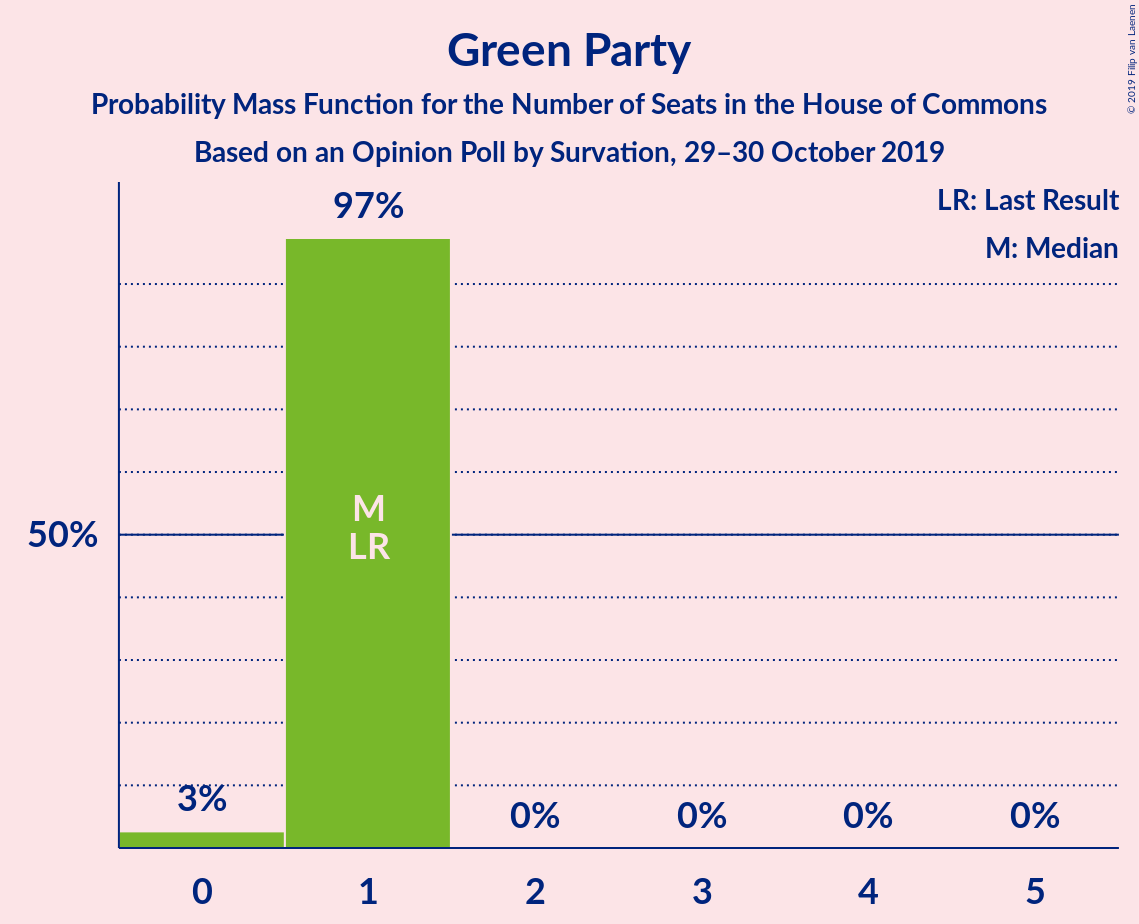 Green Party
Probability Mass Function for the Number of Seats in the House of Commons
Based on an Opinion Poll by Survation, 29–30 October 2019
© 2019 Filip van Laenen
LR: Last Result
M: Median
97%
M
LR
50%
3%
0%
0%
0%
0%
0
1
2
3
4
5